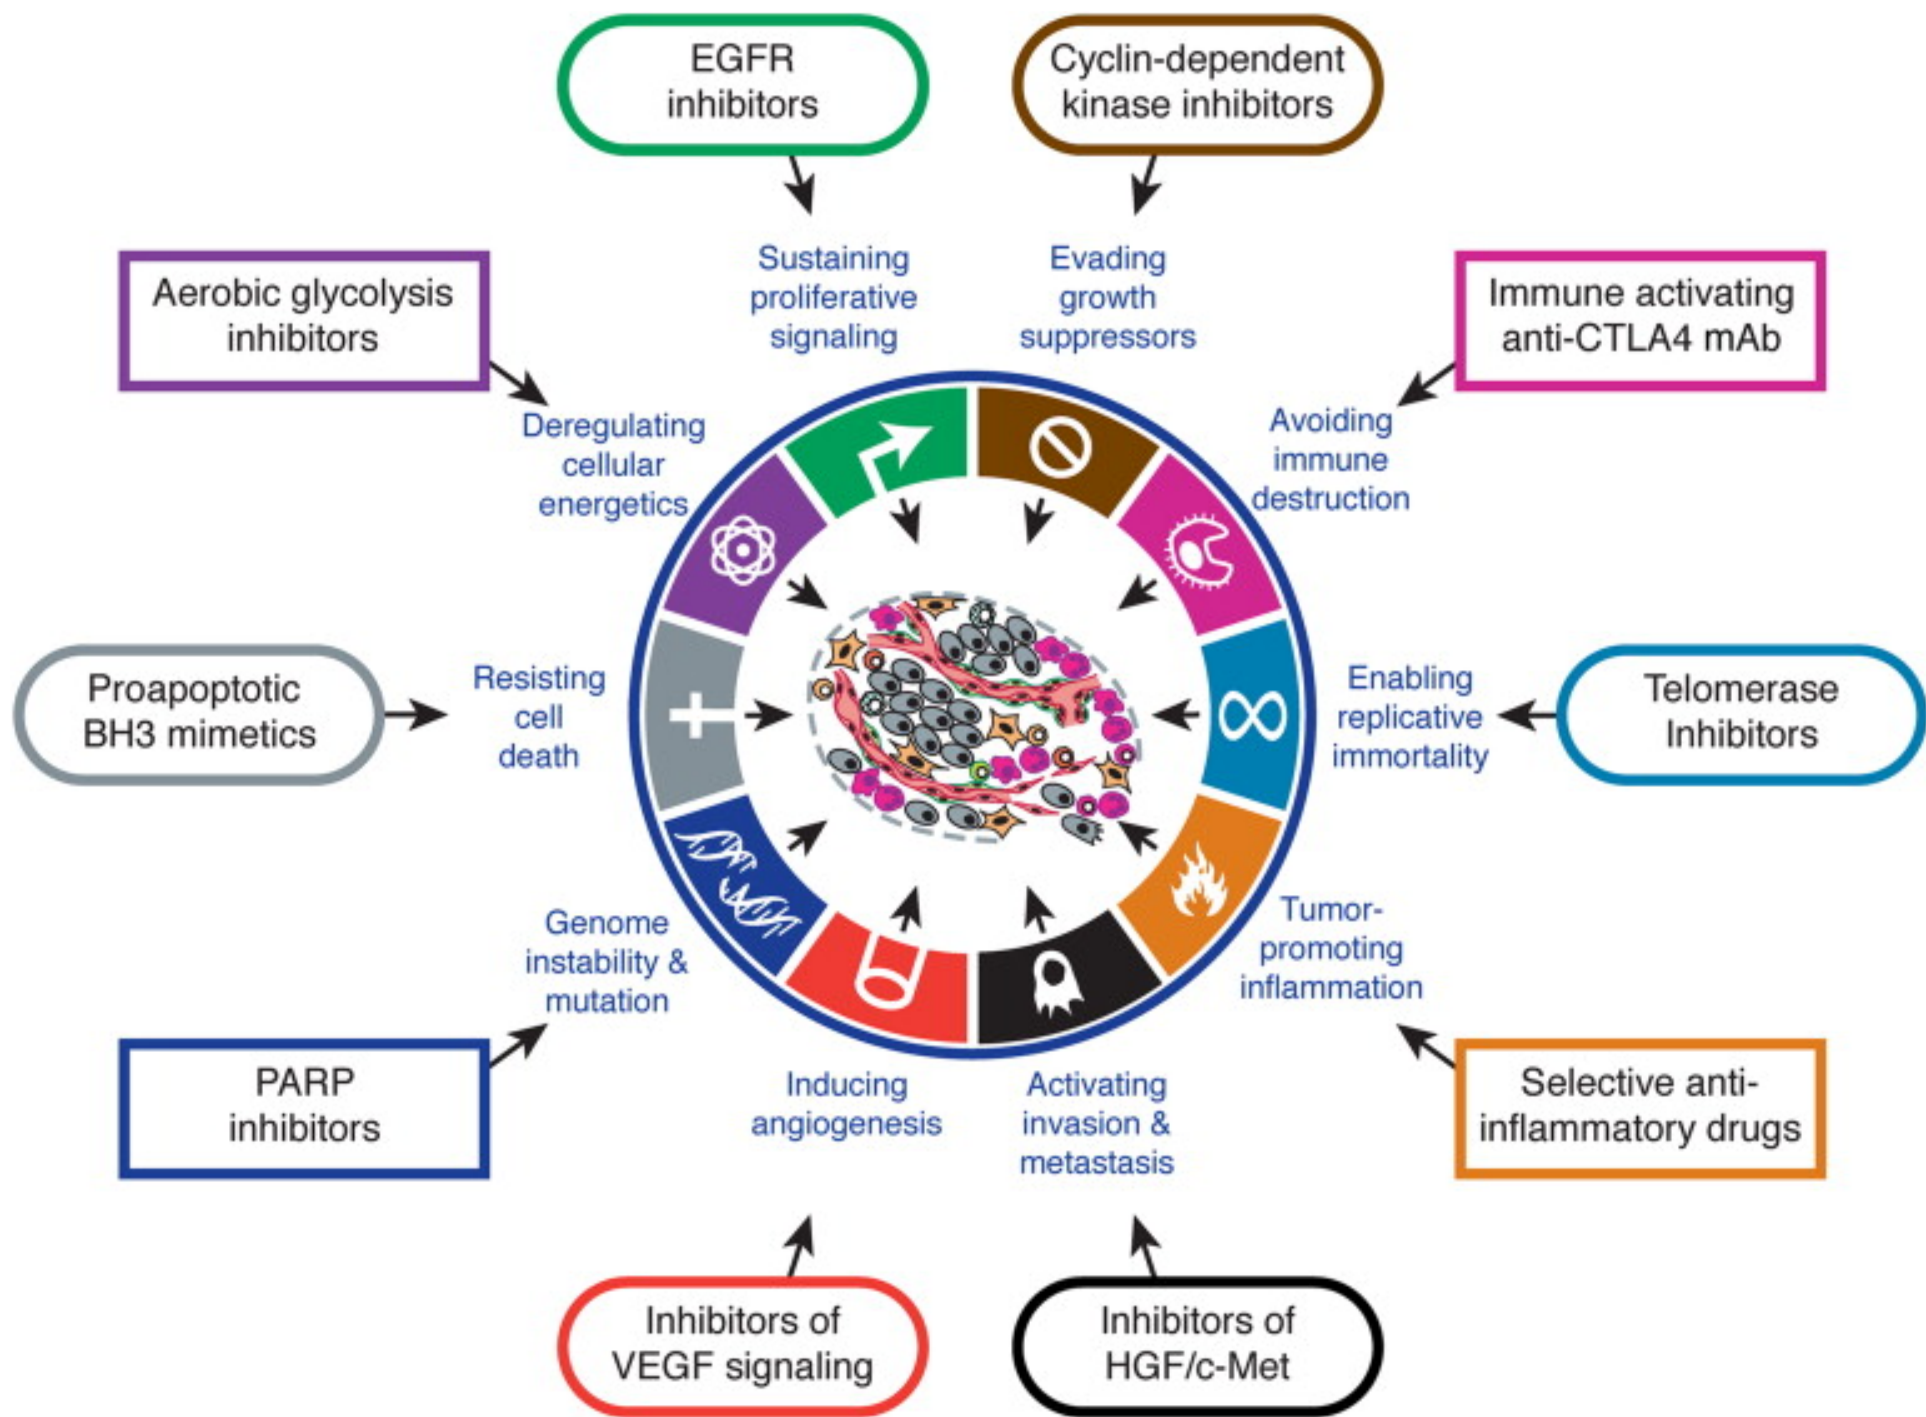 EGFR
inhibitors
Cyclin-dependent
kinase inhibitors
Sustaining
proliferative
signaling
Evading
growth
suppressors
Aerobic glycolysis
inhibitors
Immune activating
anti-CTLA4 mAb
Deregulating
cellular
energetics
Avoiding
immune
destruction
Proapoptotic
BH3 mimetics
Resisting
cell
death
Enabling
replicative
immortality
Telomerase
Inhibitors
Genome
instability &
mutation
Tumor-
promoting
inflammation
PARP
inhibitors
Inducing
angiogenesis
Activating
invasion &
metastasis
Selective anti-
inflammatory drugs
Inhibitors of
VEGF signaling
Inhibitors of
HGF/c-Met